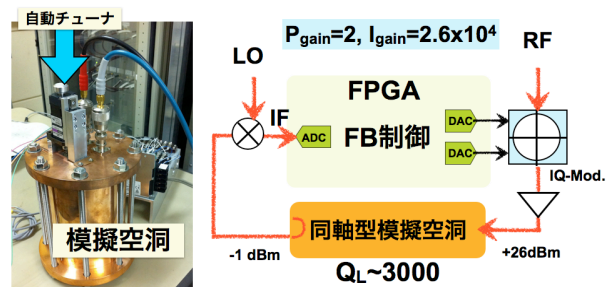 自動チューナ
模擬空洞
Pgain=2, Igain=2.6x10⁴
LO
RF
IF
FPGA
FB制御
ADC
DAC
DAC
IQ-Mod.
同軸型模擬空洞
-1 dBm
+26dBm
QL~3000